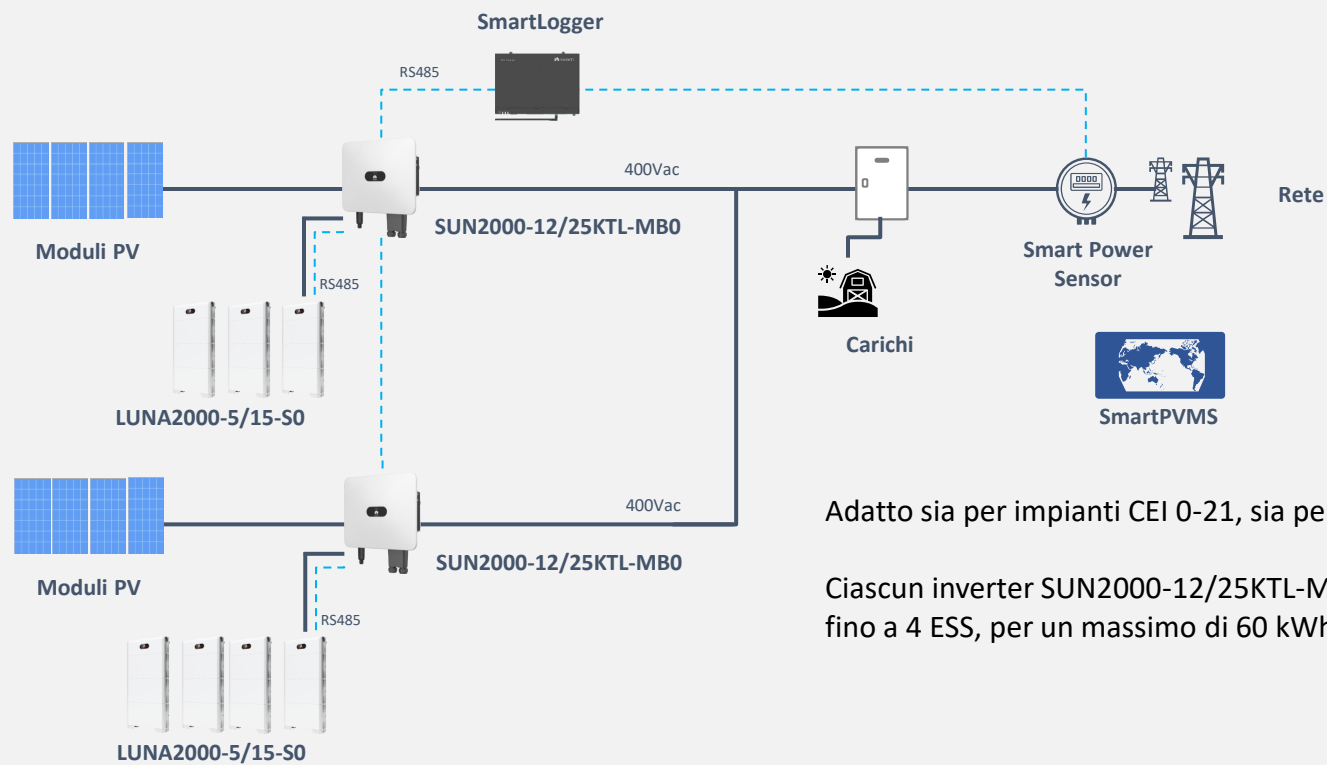 SmartLogger
RS485
400Vac
SUN2000-12/25KTL-MB0
Moduli PV
RS485
LUNA2000-5/15-S0
Smart Power
Sensor
Rete
Carichi
SmartPVMS
400Vac
SUN2000-12/25KTL-MB0
Moduli PV
RS485
LUNA2000-5/15-S0
Adatto sia per impianti CEI 0-21, sia pe
Ciascun inverter SUN2000-12/25KTL-M
fino a 4 ESS, per un massimo di 60 kWh